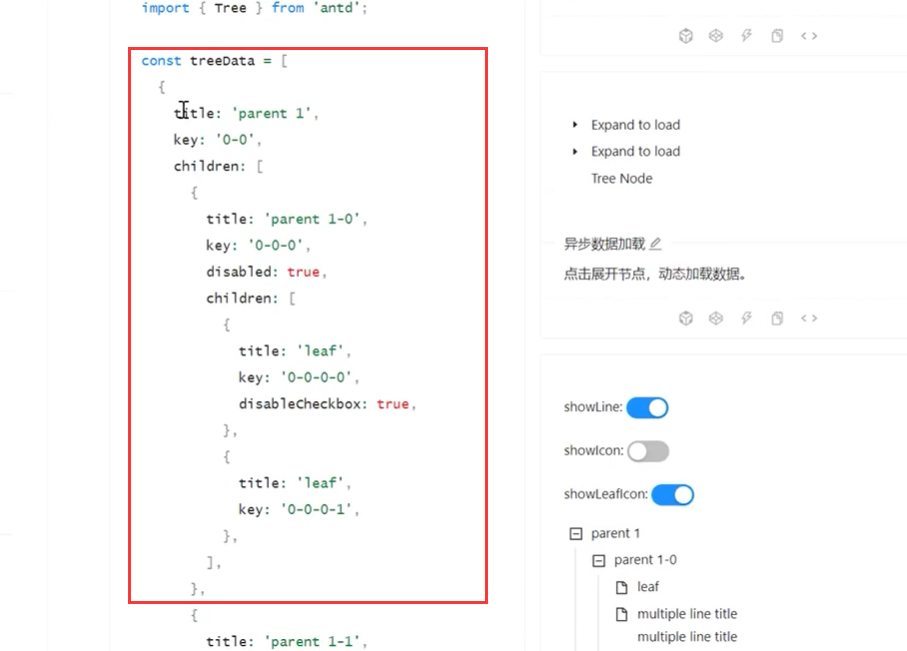 import { Tree } from 'antd';
const treeData = [
{
title: 'parent 1',
key: '0-0',
children: [
{
title: 'parent 1-0',
key: '0-0-0',
disabled: true,
children: [
{
title: 'leaf',
key: '0-0-0-0',
disableCheckbox: true,
},
{
title: 'leaf',
key: '0-0-0-1',
},
],
},
{
title: 'parent 1-1',
Expand to load
Expand to load
Tree Node
异步数据加载
点击展开节点，动态加载数据。
showLine:
showIcon:
showLeafIcon:
parent 1
parent 1-0
leaf
multiple line title
multiple line title